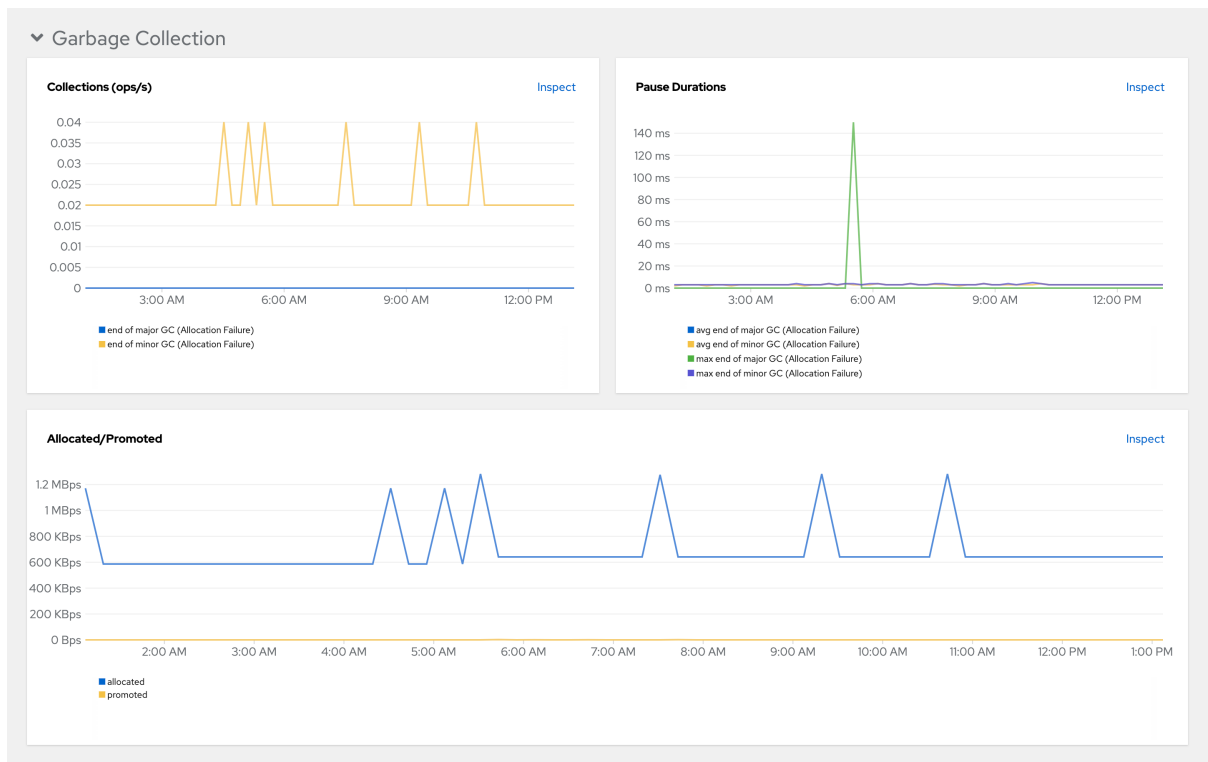 Garbage Collection
Collections (ops/s)
Inspect
0.04
0.035
0.03
0.025
0.02
0.015
0.01
0.005
0
3:00 AM 6:00 AM 9:00 AM 12:00 PM
end of major GC (Allocation Failure)
end of minor GC (Allocation Failure)
Pause Durations
Inspect
140 ms
120 ms
100 ms
80 ms
60 ms
40 ms
20 ms
0 ms
3:00 AM 6:00 AM 9:00 AM 12:00 PM
avg end of major GC (Allocation Failure)
avg end of minor GC (Allocation Failure)
max end of major GC (Allocation Failure)
max end of minor GC (Allocation Failure)
Allocated/Promoted
Inspect
1.2 MBps
1 MBps
800 KBps
600 KBps
400 KBps
200 KBps
0 Bps
2:00 AM 3:00 AM 4:00 AM 5:00 AM 6:00 AM 7:00 AM 8:00 AM 9:00 AM 10:00 AM 11:00 AM 12:00 PM 1:00 PM
allocated
promoted